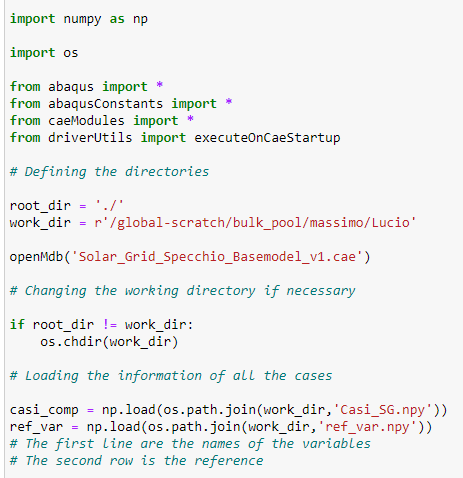 import numpy as np
import os
from abaqus import *
from abaqusConstants import *
from caeModules import *
from driverUtils import executeOnCaeStartup
# Defining the directories
root_dir = './'
work_dir = r'/global-scratch/bulk_pool/massimo/Lucio'
openMdb('Solar_Grid_Specchio_Basemodel_v1.cae')
# Changing the working directory if necessary
if root_dir != work_dir:
    os.chdir(work_dir)
# Loading the information of all the cases
casi_comp = np.load(os.path.join(work_dir,'Casi_SG.npy'))
ref_var = np.load(os.path.join(work_dir,'ref_var.npy'))
# The first line are the names of the variables
# The second row is the reference